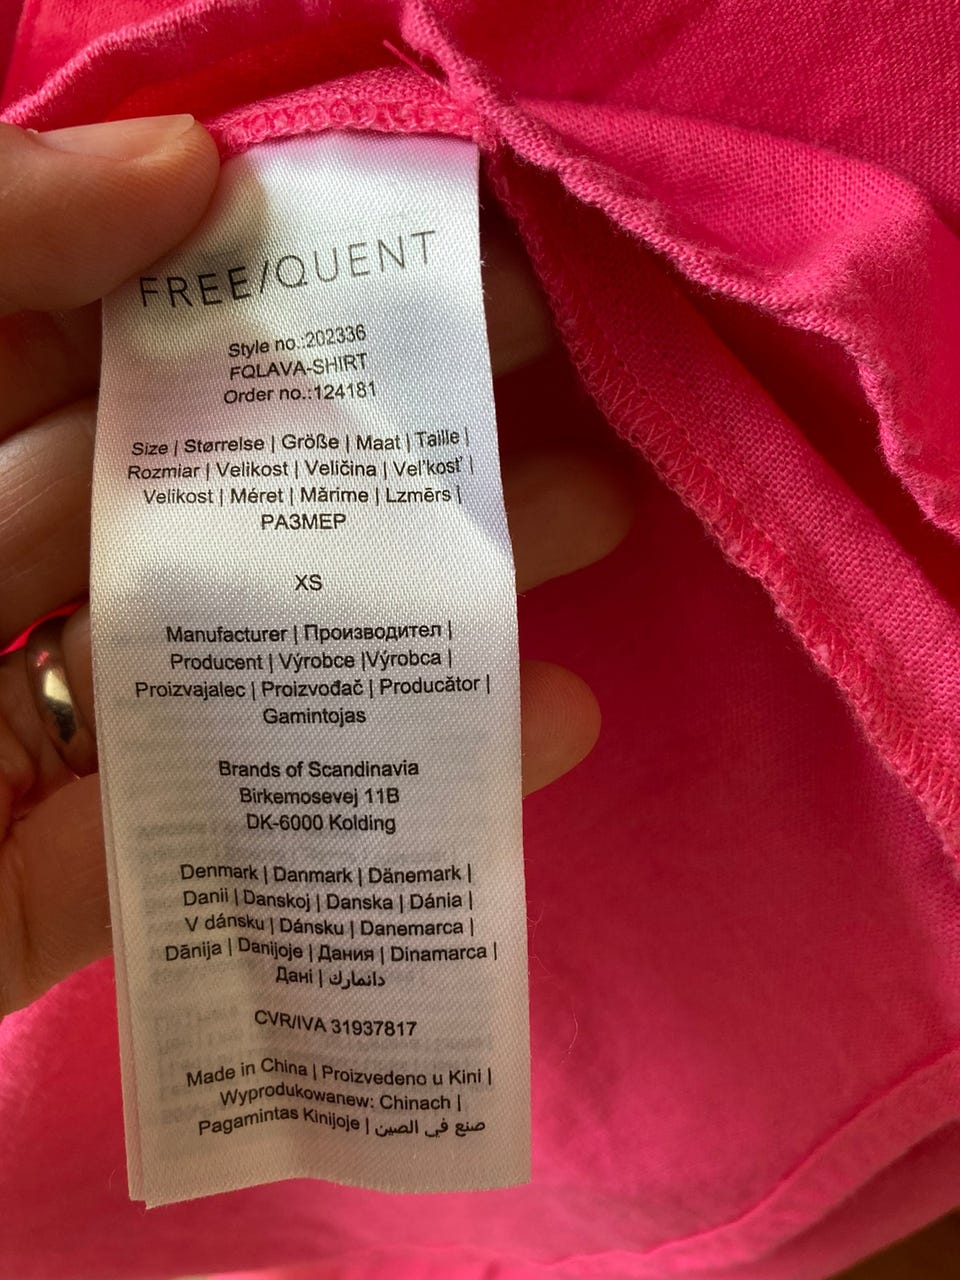 FREE/QUENT
Style no.:202336
FQLAVA-SHIRT
Order no.:124181
Size | Størrelse | Größe | Maat | Taille |
Rozmiar | Velikost | Veličina | Veľkosť |
Velikost | Méret | Mărime | Lzmērs |
PA3MEP
XS
Manufacturer | Производител |
Producent | Výrobce |Výrobca |
Proizvajalec | Proizvođač | Producător |
Gamintojas
Brands of Scandinavia
Birkemosevej 11B
DK-6000 Kolding
Denmark | Danmark | Dänemark |
Danii | Danskoj | Danska | Dánia |
V dánsku | Dánsku | Danemarca |
Dānija | Danijoje | Дания | Dinamarca |
Данi | دانمارك
CVR/IVA 31937817
Made in China | Proizvedeno u Kini |
Wyprodukowanew: Chinach |
Pagamintas Kinijoje | صنع في الصين